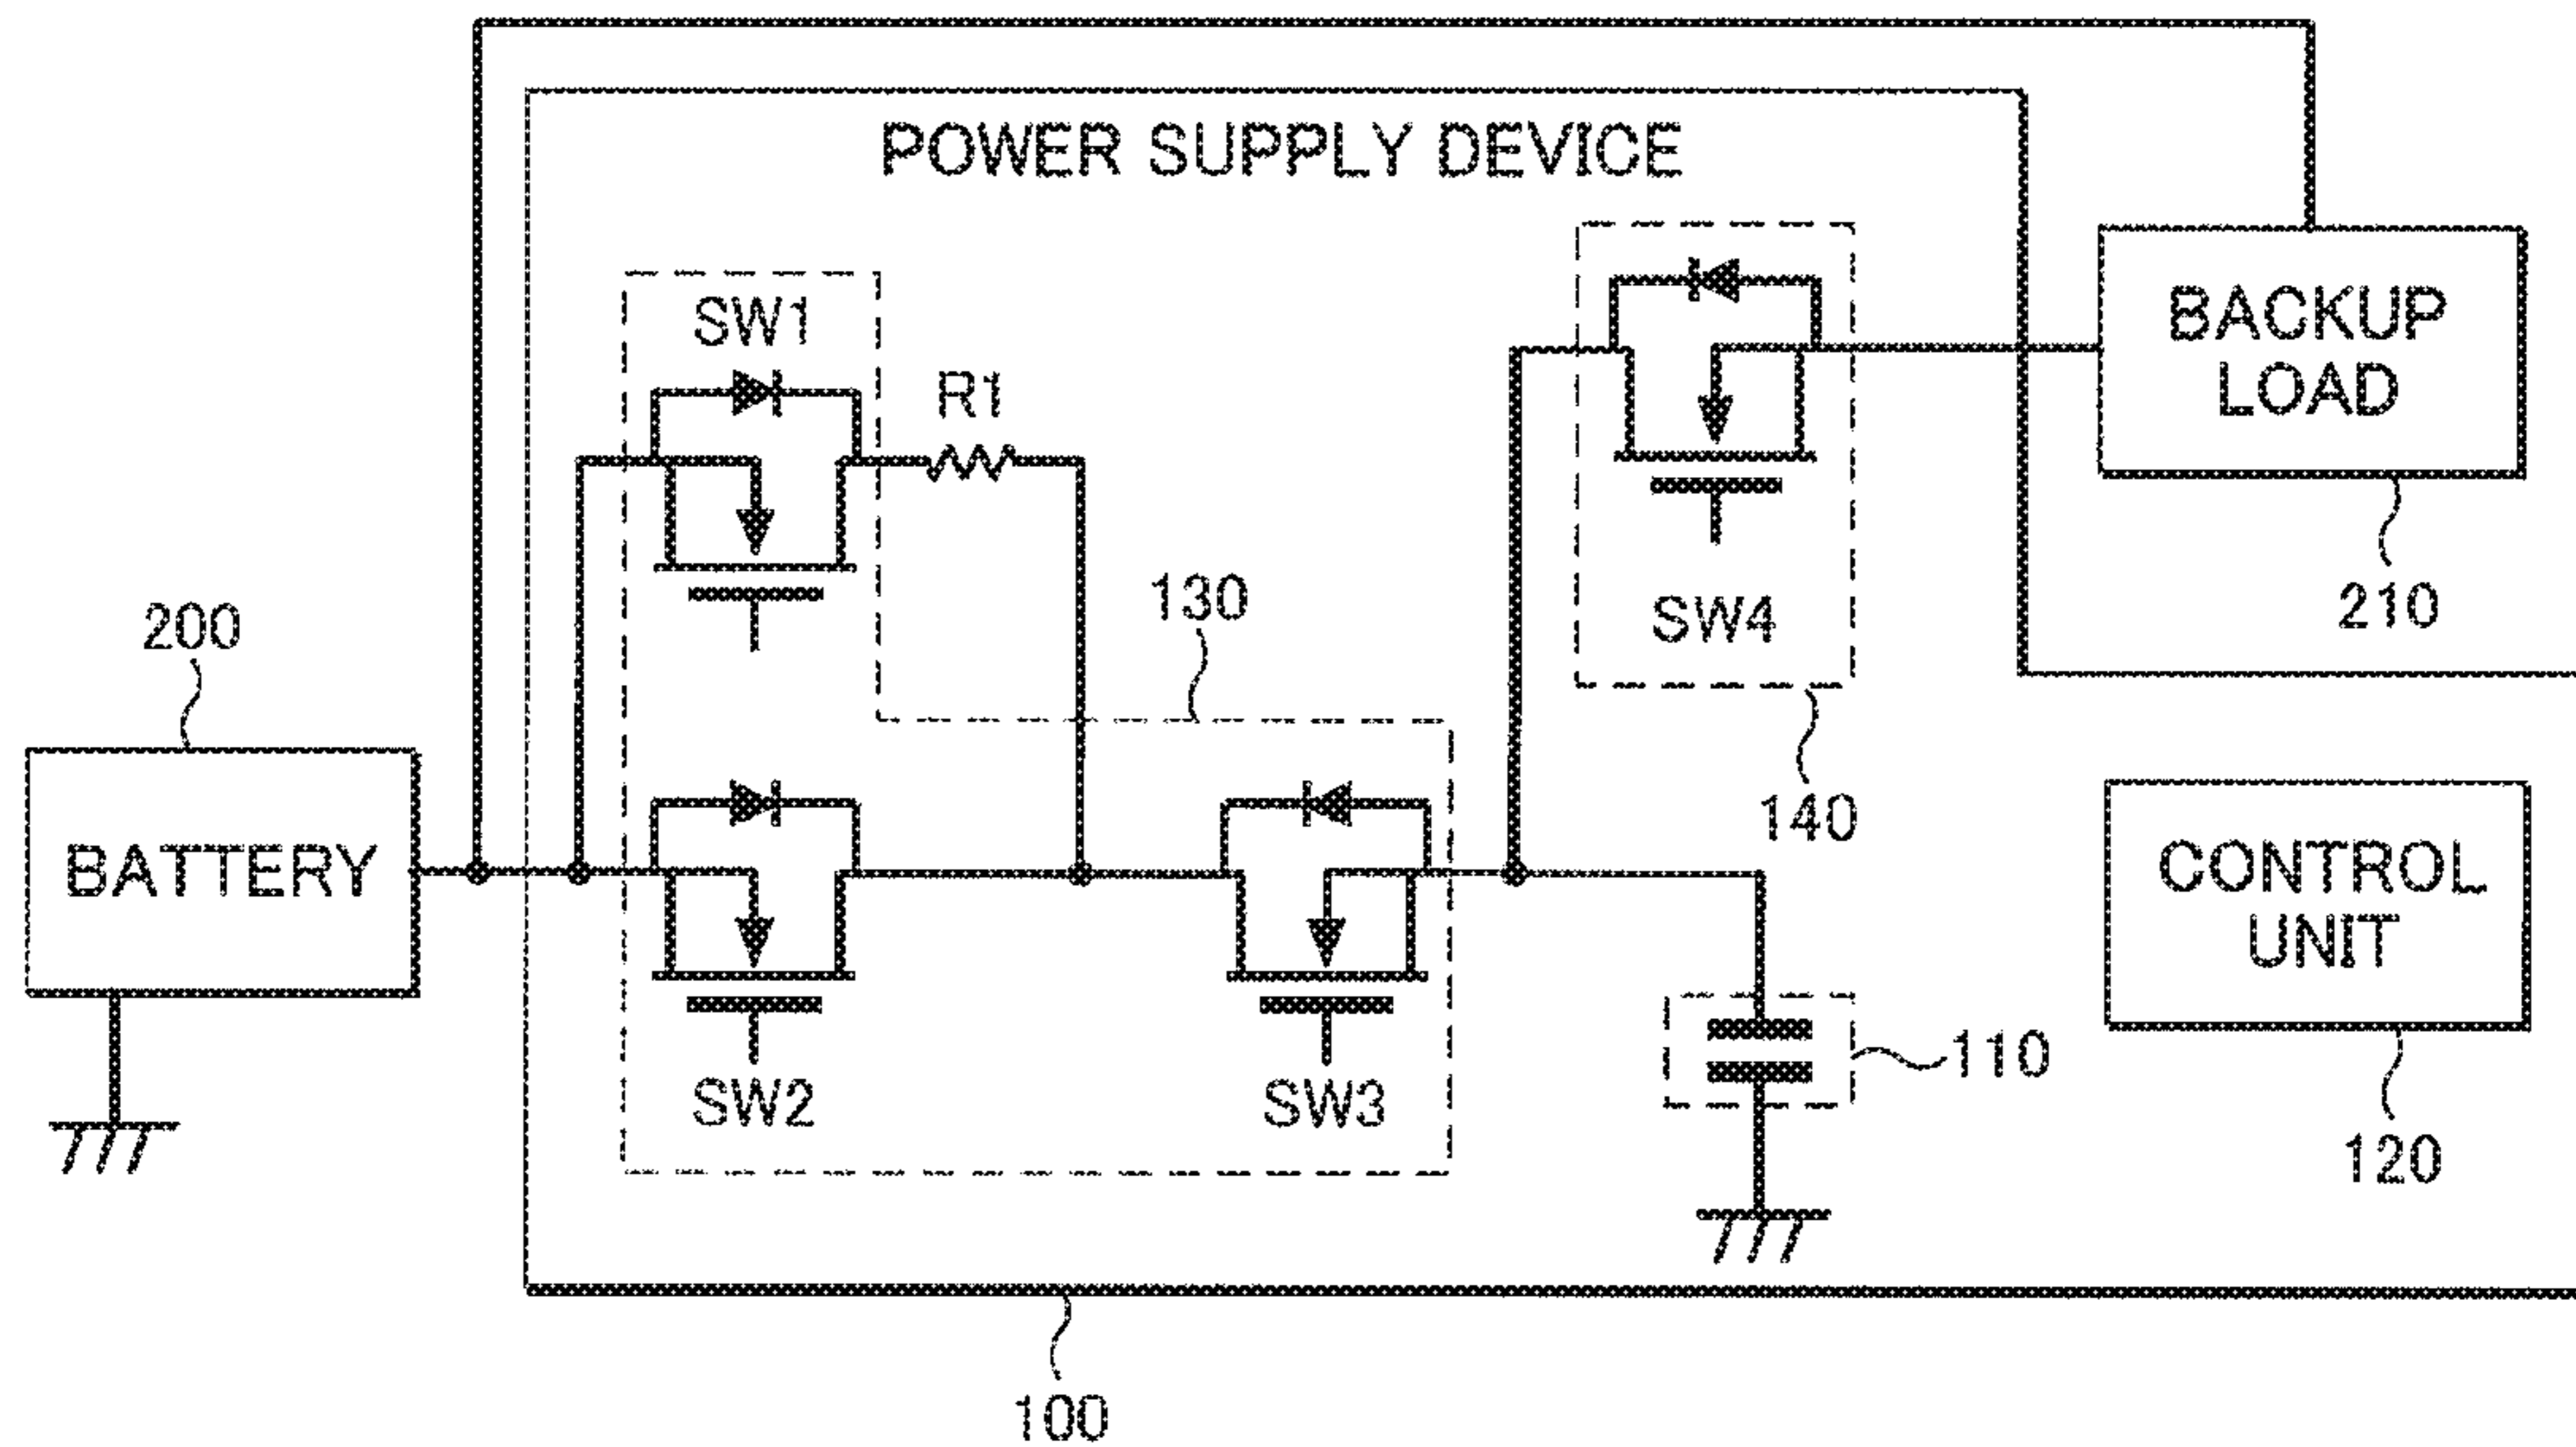 POWER SUPPLY DEVICE
SW1
R1
BACKUP
LOAD
210
SW4
130
200
140
BATTERY
CONTROL
UNIT
110
SW2
SW3
120
100